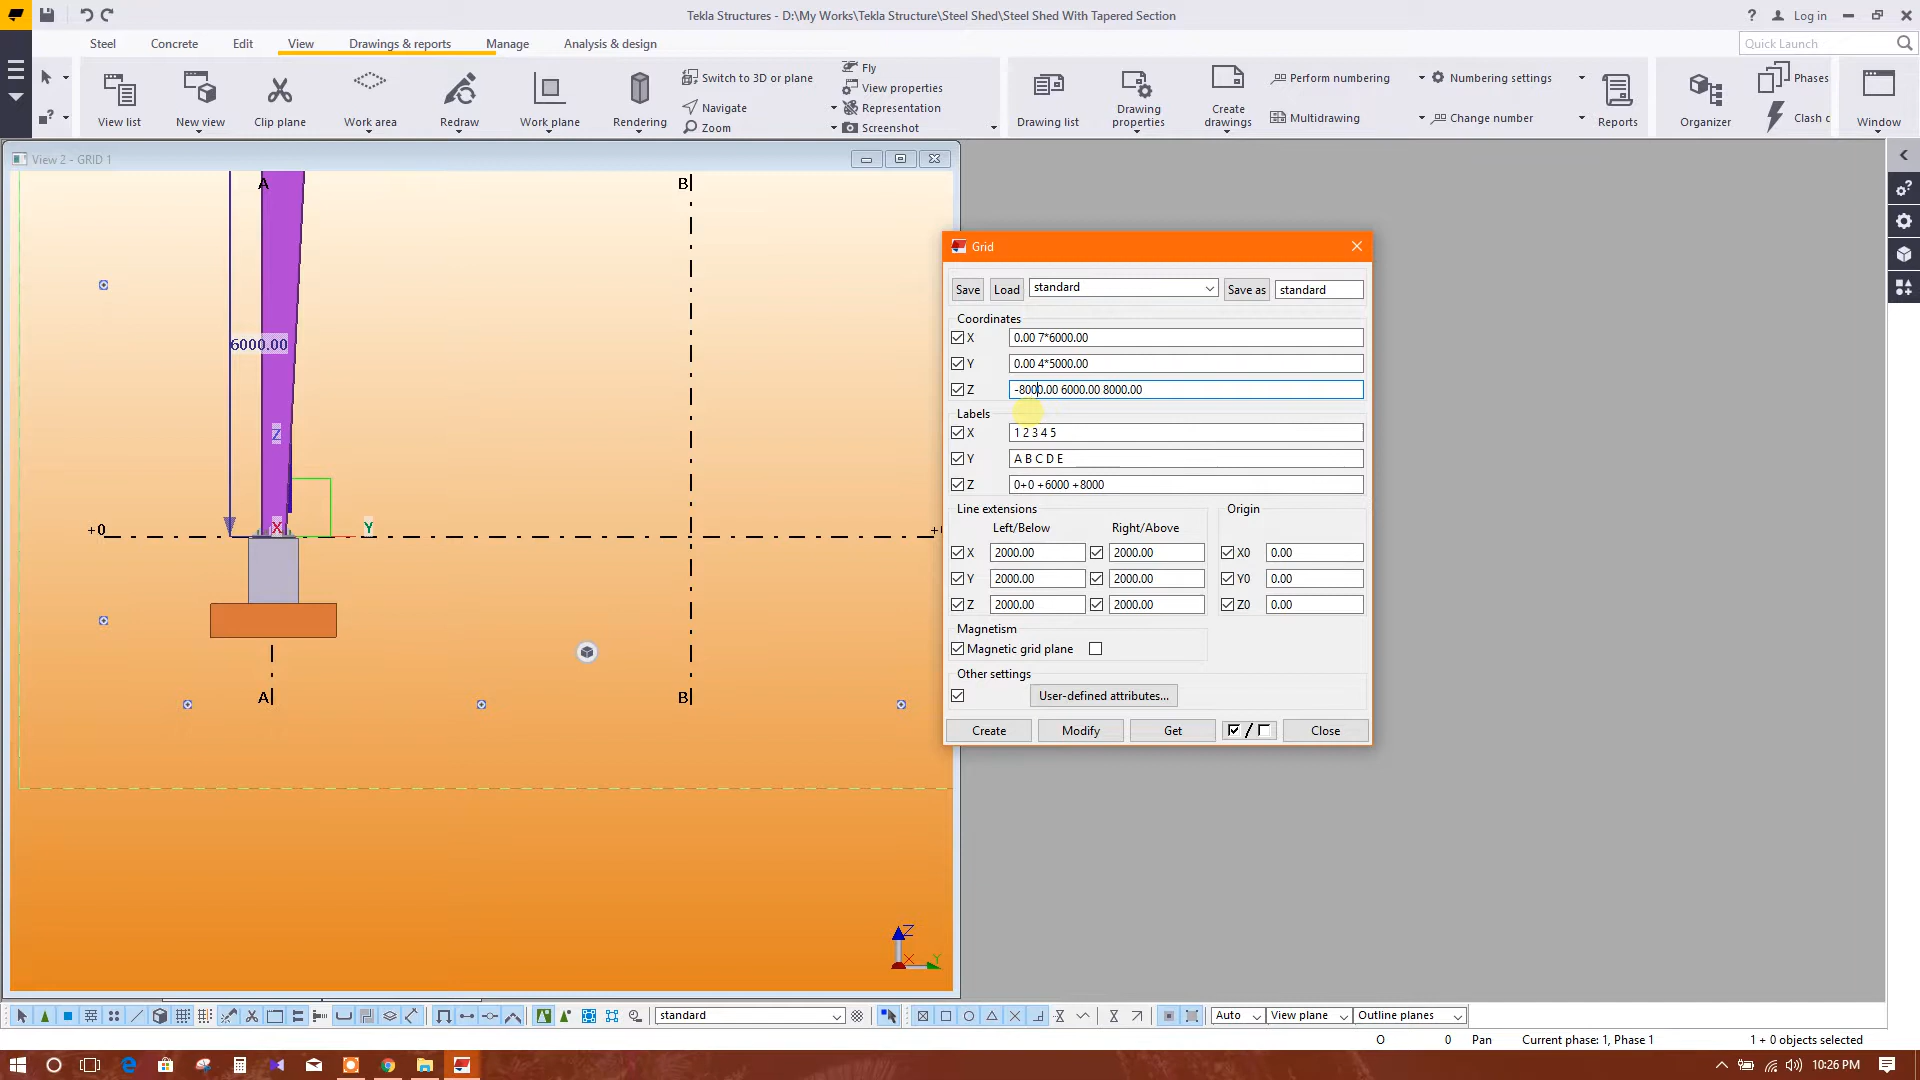 Tekla Structures - D:\My Works\Tekla Structure\Steel Shed\Steel Shed With Tapered Section
? Log in
Steel Concrete Edit View Drawings & reports Manage Analysis & design
Quick Launch
View list
New view
Clip plane
Work area
Redraw
Work plane
Rendering
Switch to 3D or plane
Navigate
Zoom
Fly
View properties
Representation
Screenshot
Drawing list
Drawing properties
Create drawings
Perform numbering
Multidrawing
Numbering settings
Change number
Reports
Organizer
Phases
Clash c
Window
View 2 - GRID 1
A B
6000.00
Z
+0 X Y +
A B
Z
X Y
Grid
Save Load standard Save as standard
Coordinates
X 0.00 7*6000.00
Y 0.00 4*5000.00
Z -8000.00 6000.00 8000.00
Labels
X 1 2 3 4 5
Y A B C D E
Z 0+0 +6000 +8000
Line extensions Origin
Left/Below Right/Above
X 2000.00 2000.00 X0 0.00
Y 2000.00 2000.00 Y0 0.00
Z 2000.00 2000.00 Z0 0.00
Magnetism
Magnetic grid plane
Other settings
User-defined attributes...
Create Modify Get / Close
standard Auto View plane Outline planes
O 0 Pan Current phase: 1, Phase 1 1 + 0 objects selected
10:26 PM